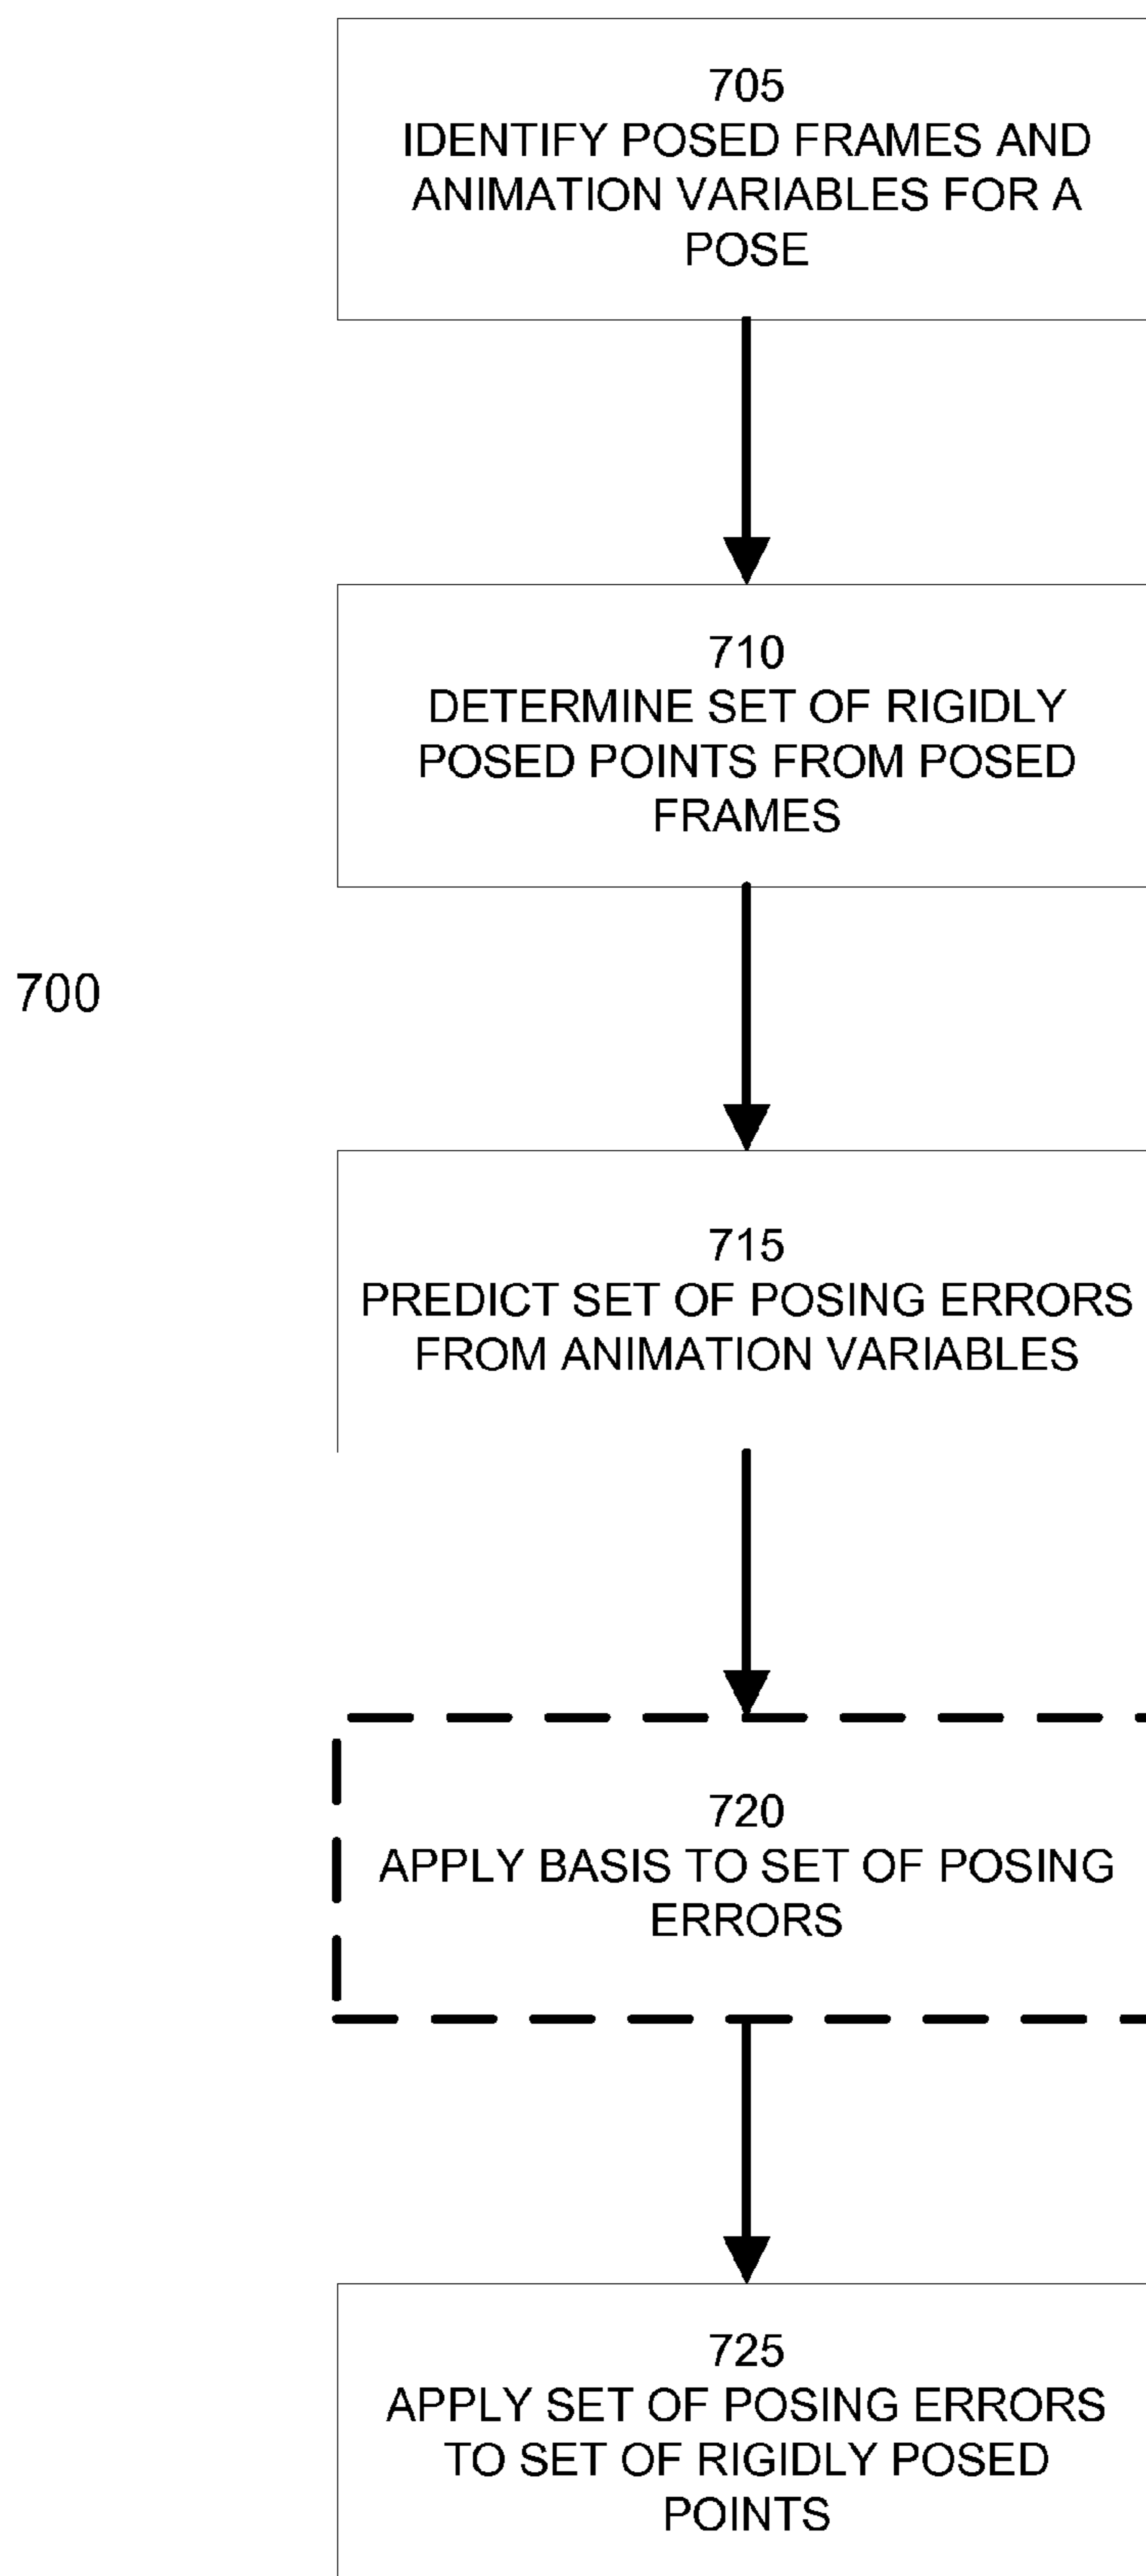 705
IDENTIFY POSED FRAMES AND
ANIMATION VARIABLES FOR A
POSE
710
DETERMINE SET OF RIGIDLY
POSED POINTS FROM POSED
FRAMES
700
715
PREDICT SET OF POSING ERRORS
FROM ANIMATION VARIABLES
720
APPLY BASIS TO SET OF POSING
ERRORS
725
APPLY SET OF POSING ERRORS
TO SET OF RIGIDLY POSED
POINTS